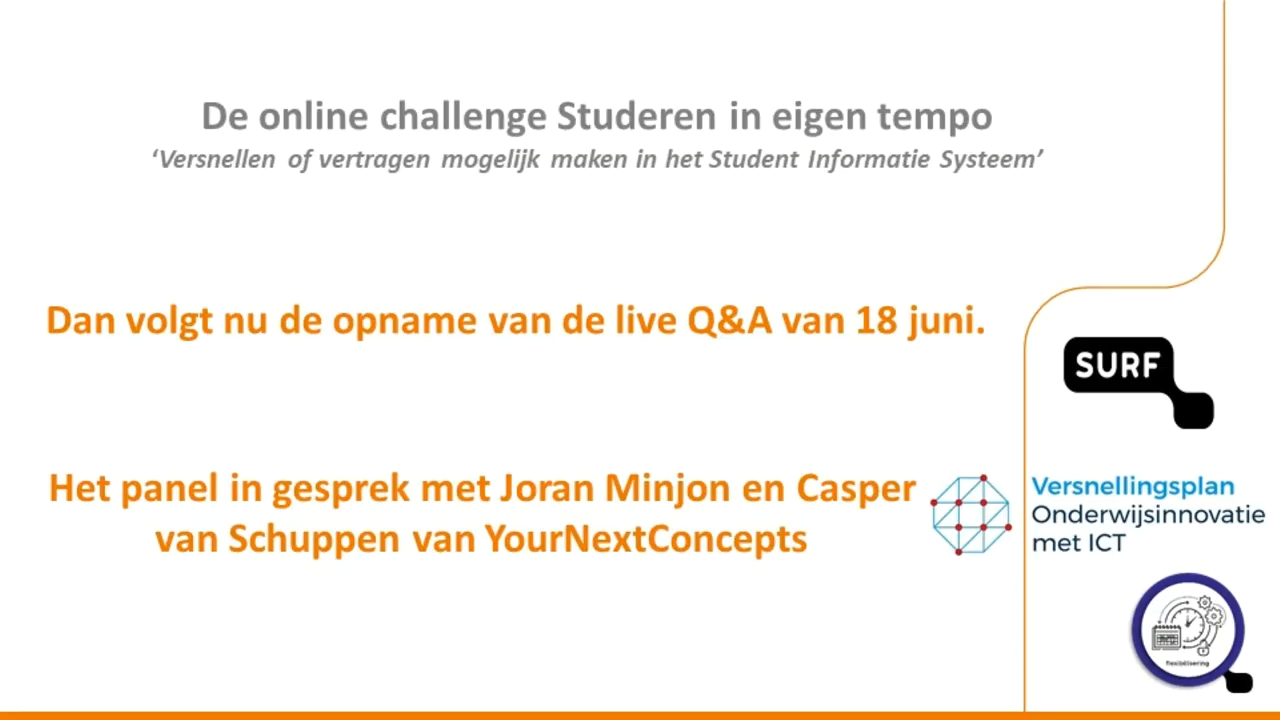 De online challenge Studeren in eigen tempo
‘Versnellen of vertragen mogelijk maken in het Student Informatie Systeem’
Dan volgt nu de opname van de live Q&A van 18 juni.
SURF
Het panel in gesprek met Joran Minjon en Casper
van Schuppen van YourNextConcepts
Versnellingsplan
Onderwijsinnovatie
met ICT
flexibilisering